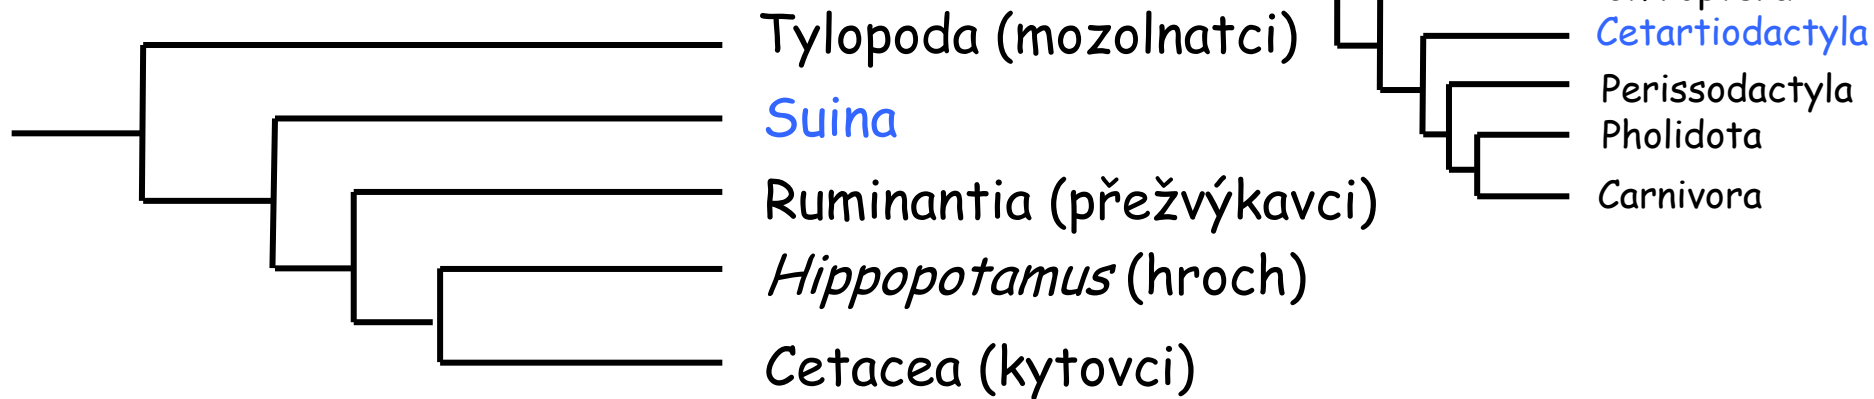 Tylopoda (mozolnatci)
Suina
Ruminantia (přežvýkavci)
Hippopotamus (hroch)
Cetacea (kytovci)
Cetartiodactyla
Perissodactyla
Pholidota
Carnivora